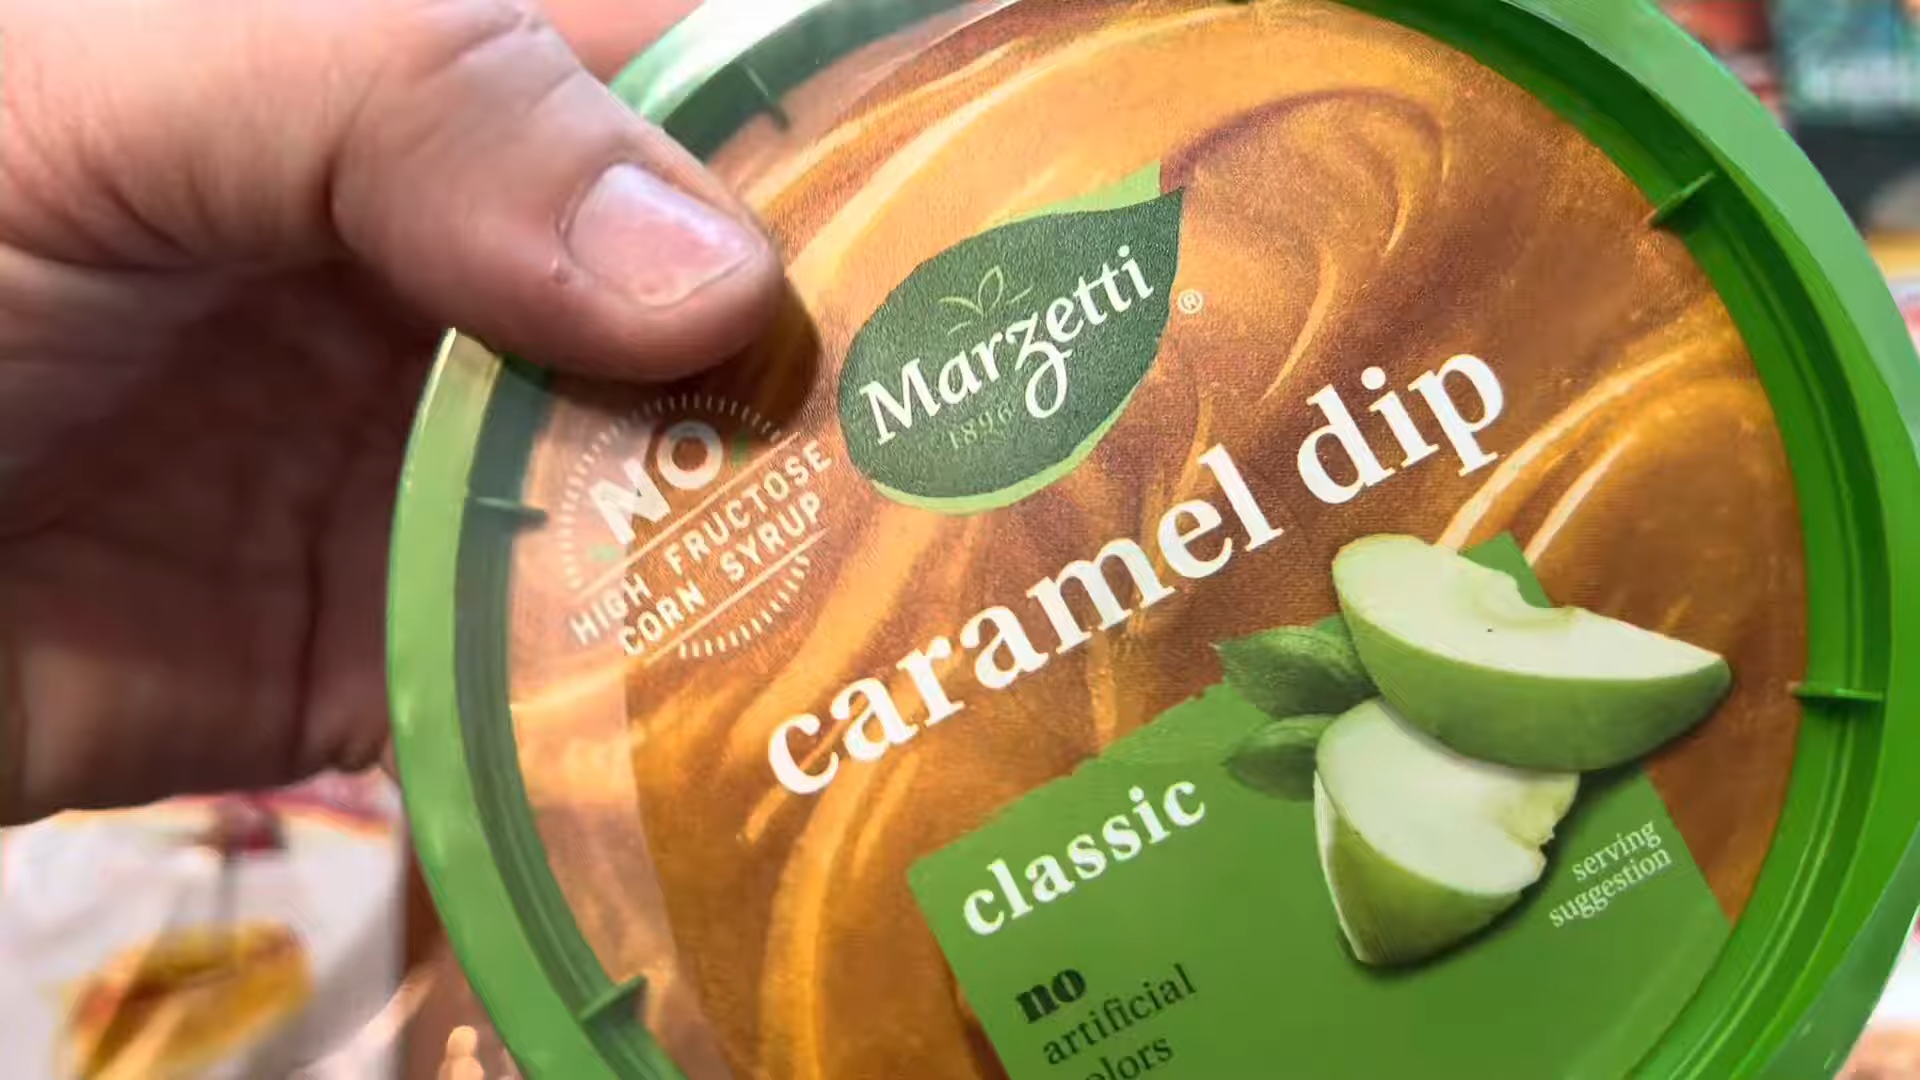 Marzetti
®
1896
NO
HIGH FRUCTOSE
CORN SYRUP
caramel dip
classic
serving
suggestion
no
artificial